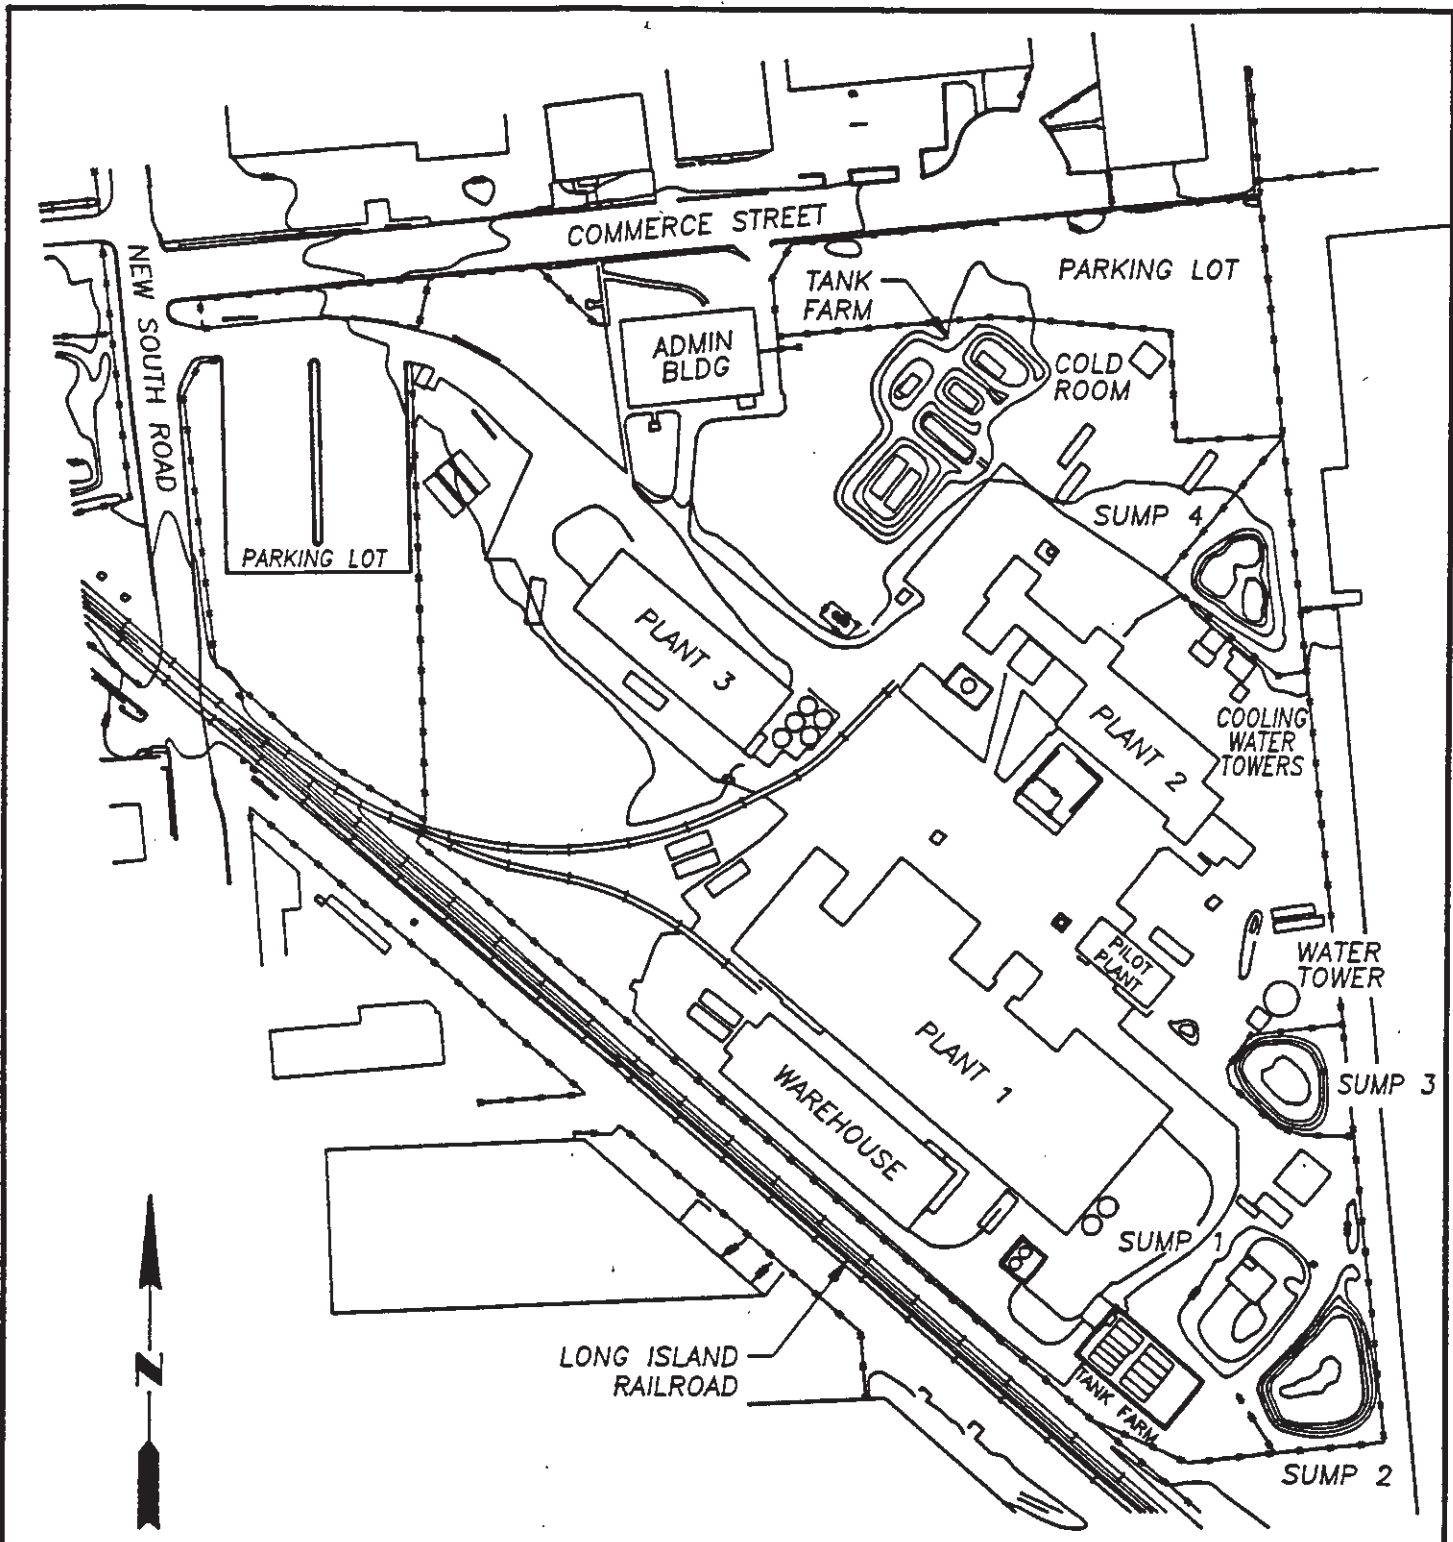 COMMERCE STREET
NEW SOUTH ROAD
PARKING LOT
TANK
FARM
ADMIN
BLDG
COLD
ROOM
SUMP 4
PARKING LOT
PLANT 3
COOLING
WATER
TOWERS
PLANT 2
WATER
TOWER
PILOT
PLANT
PLANT 1
SUMP 3
WAREHOUSE
SUMP 1
LONG ISLAND
RAILROAD
TANK FARM
SUMP 2
N